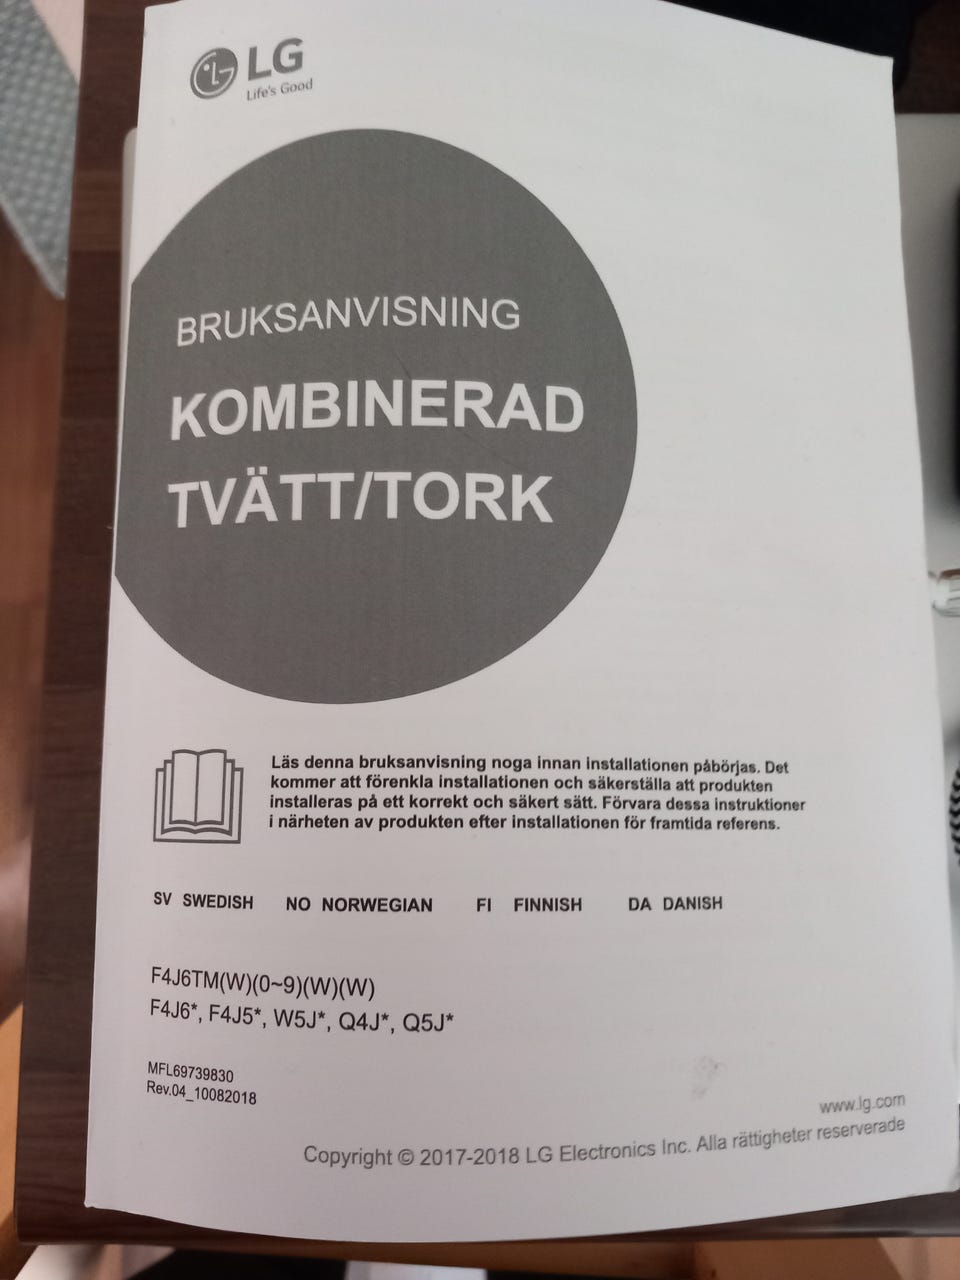 LG
Life's Good
BRUKSANVISNING
KOMBINERAD
TVÄTT/TORK
Läs denna bruksanvisning noga innan installationen påbörjas. Det
kommer att förenkla installationen och säkerställa att produkten
installeras på ett korrekt och säkert sätt. Förvara dessa instruktioner
i närheten av produkten efter installationen för framtida referens.
SV SWEDISH NO NORWEGIAN FI FINNISH DA DANISH
F4J6TM(W)(0~9)(W)(W)
F4J6*, F4J5*, W5J*, Q4J*, Q5J*
MFL69739830
Rev.04_10082018
www.lg.com
Copyright © 2017-2018 LG Electronics Inc. Alla rättigheter reserverade